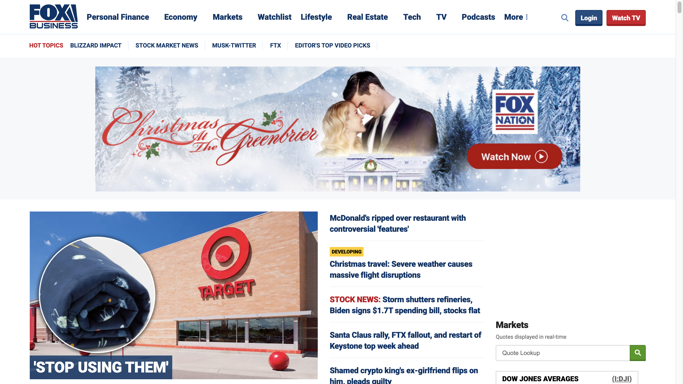 FOX
BUSINESS
Personal Finance Economy Markets Watchlist Lifestyle Real Estate Tech TV Podcasts More
Login
Watch TV
HOT TOPICS BLIZZARD IMPACT STOCK MARKET NEWS MUSK-TWITTER FTX EDITOR'S TOP VIDEO PICKS
Christmas
At
The Greenbrier
FOX
NATION
Watch Now
TARGET
'STOP USING THEM'
McDonald's ripped over restaurant with
controversial 'features'
DEVELOPING
Christmas travel: Severe weather causes
massive flight disruptions
STOCK NEWS: Storm shutters refineries,
Biden signs $1.7T spending bill, stocks flat
Santa Claus rally, FTX fallout, and restart of
Keystone top week ahead
Shamed crypto king's ex-girlfriend flips on
him, pleads guilty
Markets
Quotes displayed in real-time
Quote Lookup
DOW JONES AVERAGES (I:DJI)